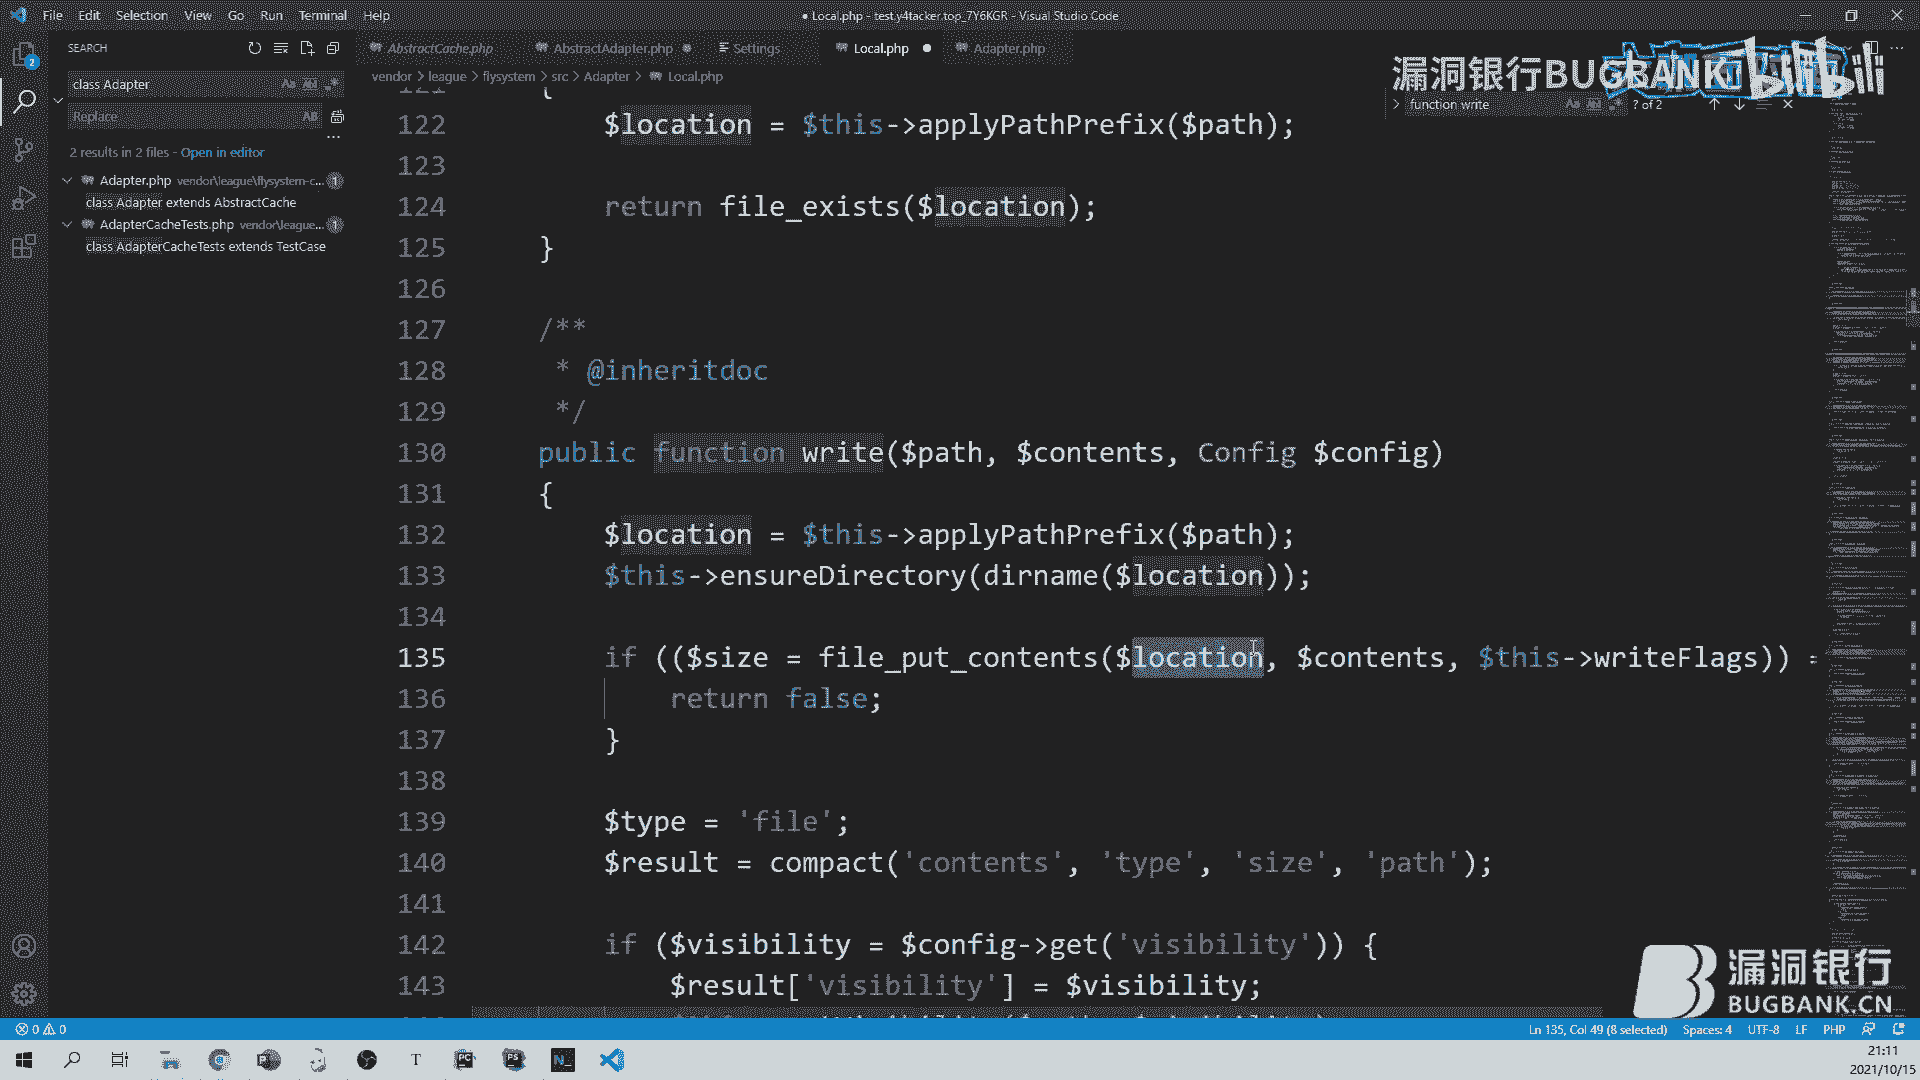 File Edit Selection View Go Run Terminal Help
● Local.php - test.y4tacker.top_7Y6KGR - Visual Studio Code
SEARCH
class Adapter
Replace
2 results in 2 files - Open in editor
Adapter.php vendor\league\flysystem-c... 1
class Adapter extends AbstractCache
AdapterCacheTests.php vendor\league... 1
class AdapterCacheTests extends TestCase
AbstractCache.php AbstractAdapter.php Settings Local.php Adapter.php
vendor > league > flysystem > src > Adapter > Local.php
漏洞银行BUGBANK
bilibili
function write
? of 2
121 {
122 $location = $this->applyPathPrefix($path);
123
124 return file_exists($location);
125 }
126
127 /**
128 * @inheritdoc
129 */
130 public function write($path, $contents, Config $config)
131 {
132 $location = $this->applyPathPrefix($path);
133 $this->ensureDirectory(dirname($location));
134
135 if (($size = file_put_contents($location, $contents, $this->writeFlags)) =
136 return false;
137 }
138
139 $type = 'file';
140 $result = compact('contents', 'type', 'size', 'path');
141
142 if ($visibility = $config->get('visibility')) {
143 $result['visibility'] = $visibility;
漏洞银行
BUGBANK.CN
0 0
Ln 135, Col 49 (8 selected) Spaces: 4 UTF-8 LF PHP
21:11
2021/10/15